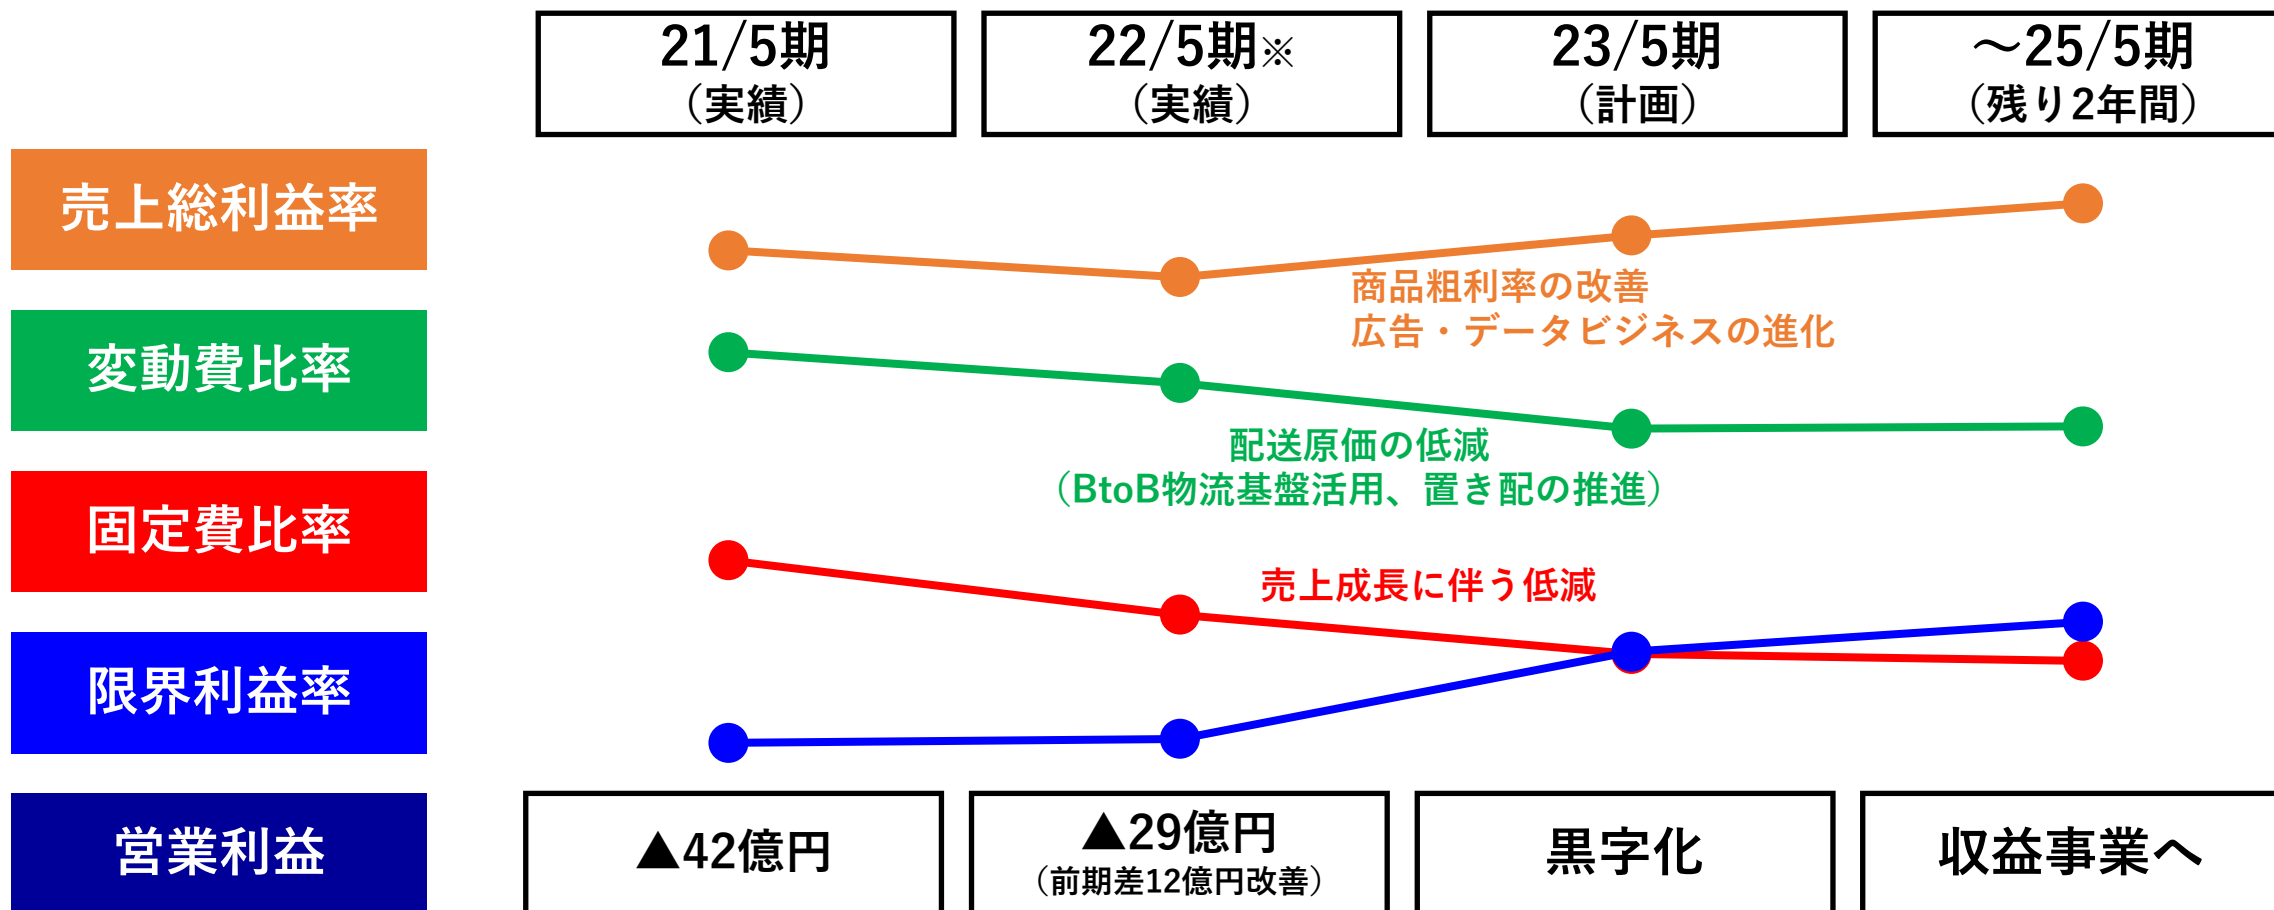 21/5期
（実績）
22/5期※
（実績）
23/5期
（計画）
～25/5期
（残り2年間）
売上総利益率
商品粗利率の改善
広告・データビジネスの進化
変動費比率
配送原価の低減
（BtoB物流基盤活用、置き配の推進）
固定費比率
売上成長に伴う低減
限界利益率
営業利益
▲42億円
▲29億円
（前期差12億円改善）
黒字化
収益事業へ